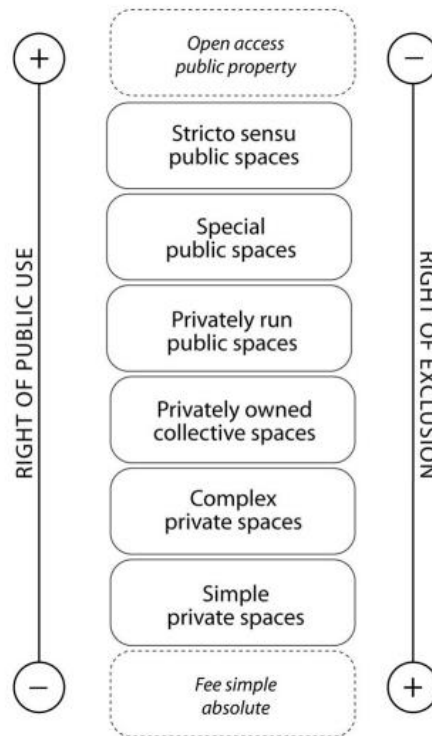 +
Open access
public property
−
Stricto sensu
public spaces
Special
public spaces
Privately run
public spaces
Privately owned
collective spaces
Complex
private spaces
Simple
private spaces
−
Fee simple
absolute
+
RIGHT OF PUBLIC USE
RIGHT OF EXCLUSION